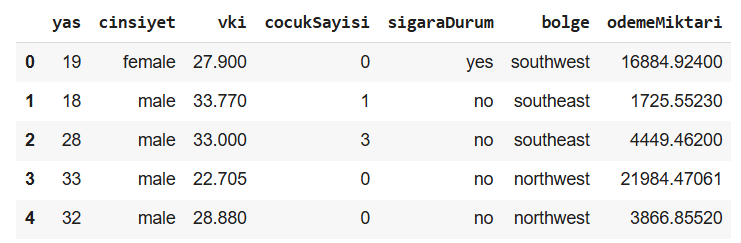 yas cinsiyet vki cocukSayisi sigaraDurum bolge odemeMiktari
0 19 female 27.900 0 yes southwest 16884.92400
1 18 male 33.770 1 no southeast 1725.55230
2 28 male 33.000 3 no southeast 4449.46200
3 33 male 22.705 0 no northwest 21984.47061
4 32 male 28.880 0 no northwest 3866.85520